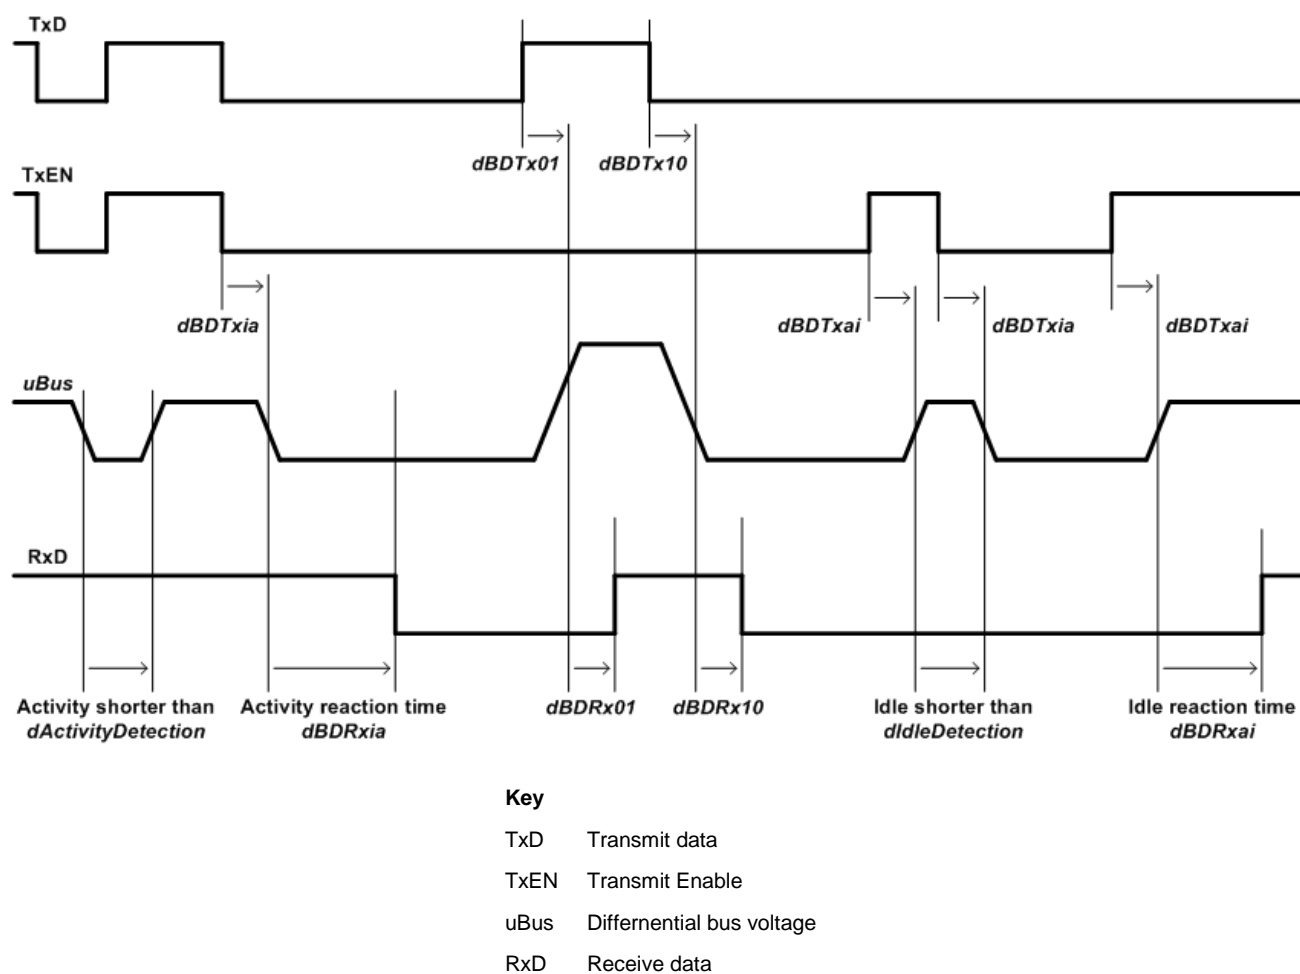 TxD
dBDTx01
dBDTx10
TxEN
dBDTxia
dBDTxai
dBDTxia
dBDTxai
uBus
RxD
Activity shorter than
dActivityDetection
Activity reaction time
dBDRxia
dBDRx01
dBDRx10
Idle shorter than
dIdleDetection
Idle reaction time
dBDRxai
Key
TxD Transmit data
TxEN Transmit Enable
uBus Differnential bus voltage
RxD Receive data